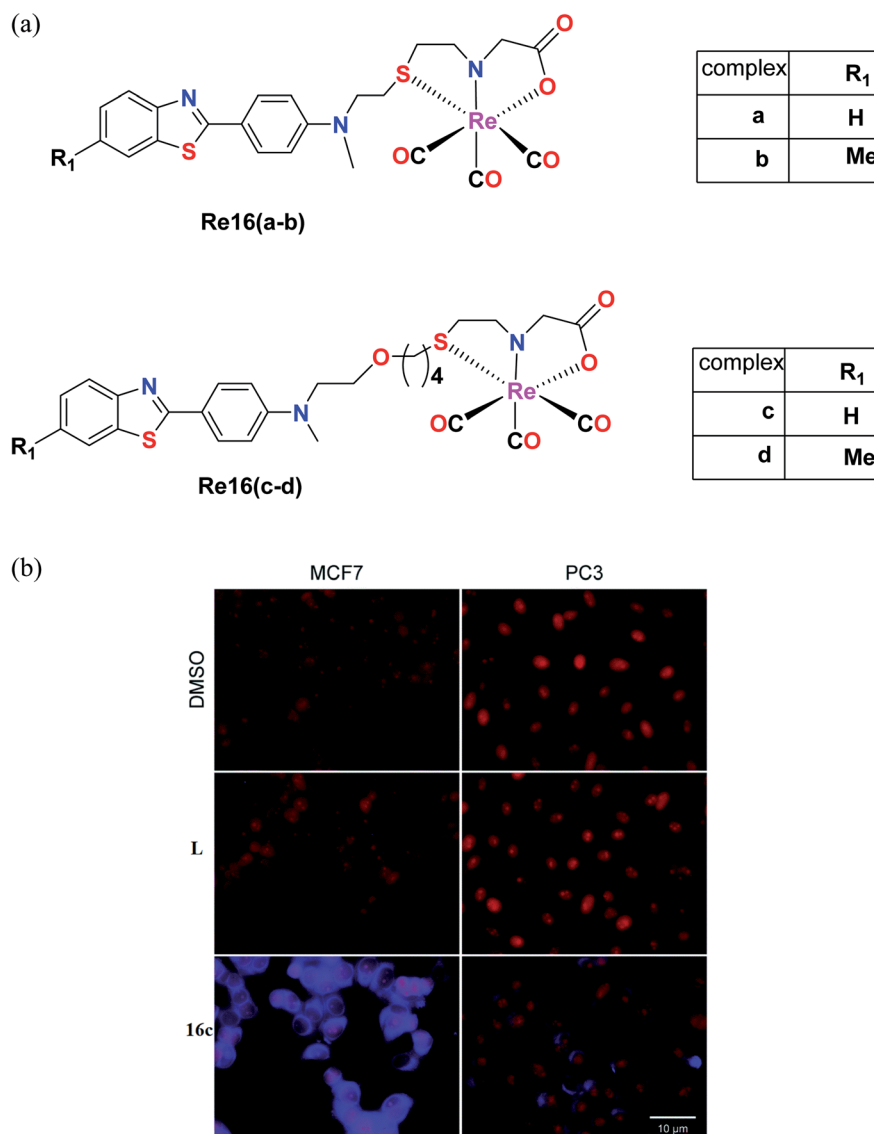 (a)
O
N
S
O
N
N
Re
R1
S
OC
CO
CO
Re16(a-b)
complex R1
a H
b Me
O
O
S
N
4
O
N
Re
N
OC
CO
CO
R1
S
Re16(c-d)
complex R1
c H
d Me
(b)
MCF7 PC3
DMSO
L
16c
10 µm